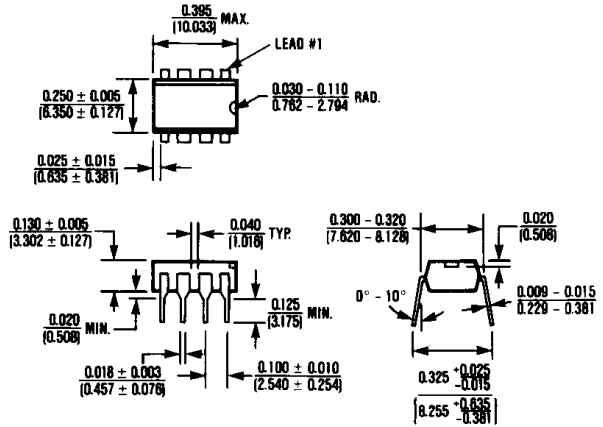 0.395
(10.033) MAX.
LEAD #1
0.250 ± 0.005
(6.350 ± 0.127)
0.030 – 0.110
0.762 – 2.794 RAD.
0.025 ± 0.015
(0.635 ± 0.381)
0.130 ± 0.005
(3.302 ± 0.127)
0.040
(1.016) TYP.
0.300 – 0.320
(7.620 – 8.128)
0.020
(0.508)
0.020
(0.508) MIN.
0.125
(3.175) MIN.
0° – 10°
0.009 – 0.015
0.229 – 0.381
0.018 ± 0.003
(0.457 ± 0.076)
0.100 ± 0.010
(2.540 ± 0.254)
0.325 +0.025
−0.015
(8.255 +0.635
−0.381)